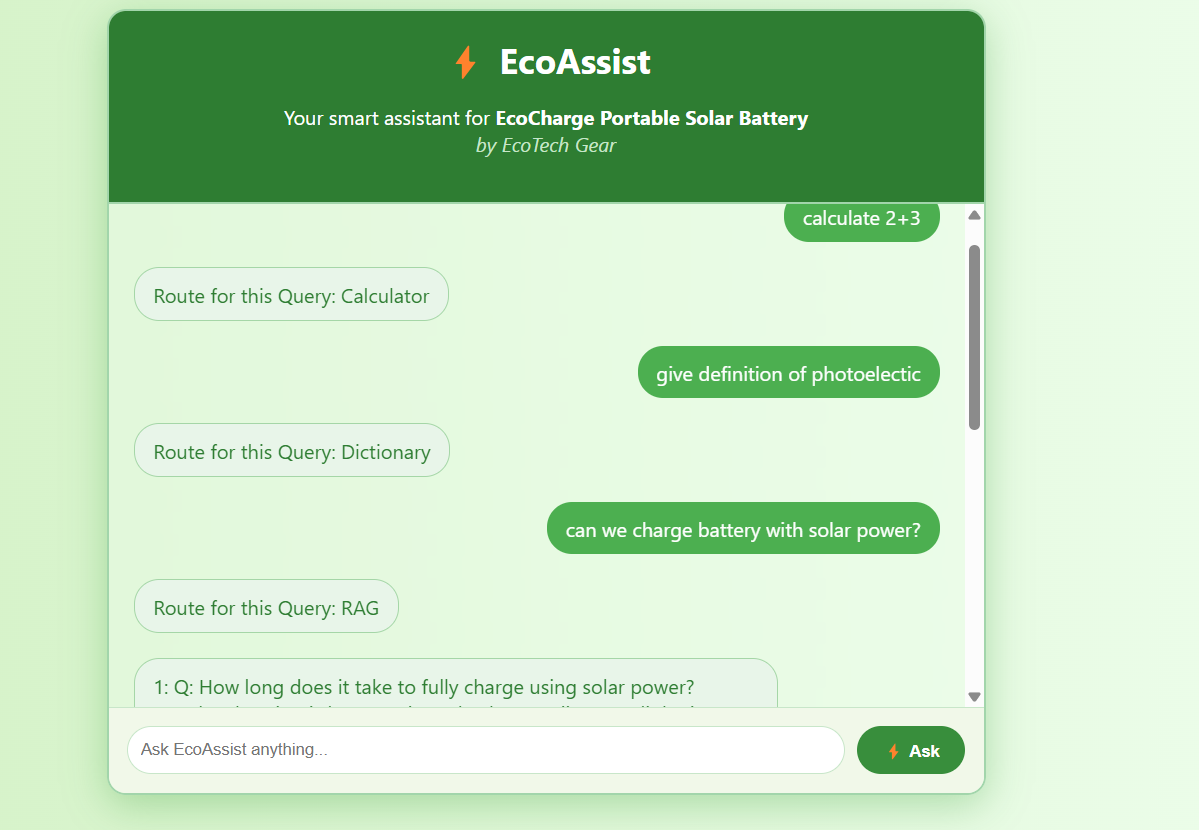 EcoAssist
Your smart assistant for EcoCharge Portable Solar Battery
by EcoTech Gear
calculate 2+3
Route for this Query: Calculator
give definition of photoelectic
Route for this Query: Dictionary
can we charge battery with solar power?
Route for this Query: RAG
1: Q: How long does it take to fully charge using solar power?
Ask EcoAssist anything...
Ask